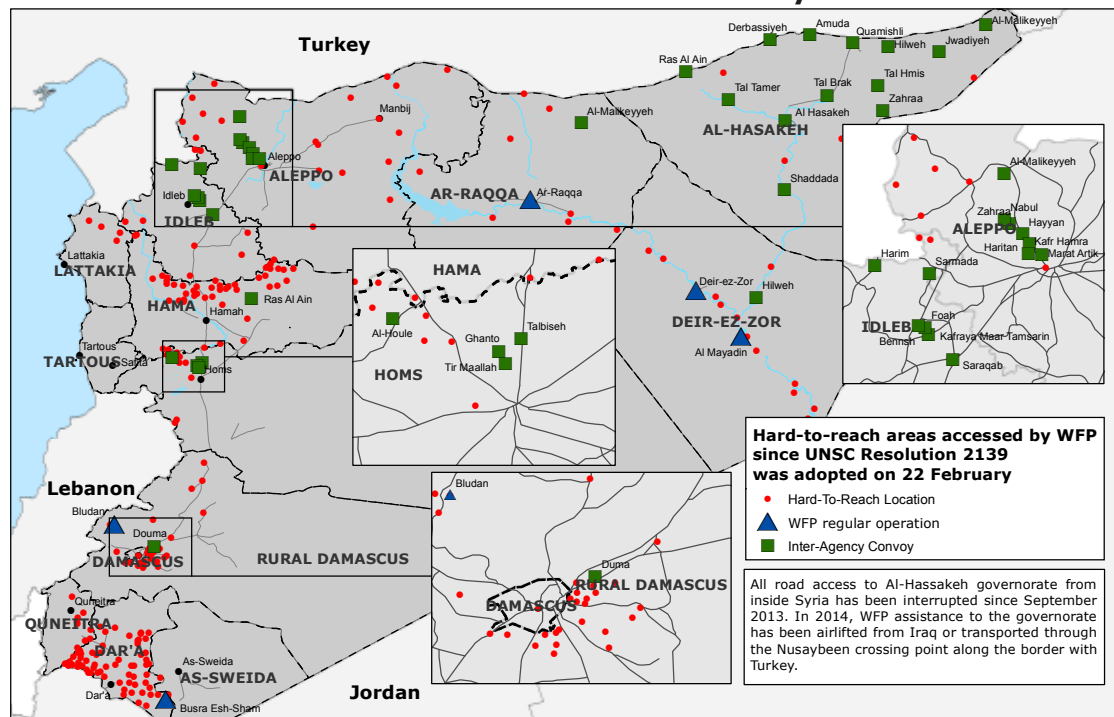 Turkey
Derbassiyeh
Amuda
Quamishli
Al-Malikeyyeh
Hilweh
Jwadiyeh
Ras Al Ain
Tal Tamer
Tal Brak
Tal Hmis
Zahraa
Al Hasakeh
AL-HASAKEH
Manbij
Al-Malikeyyeh
Aleppo
ALEPPO
Idleb
IDLEB
AR-RAQQA
Ar-Raqqa
Shaddada
Lattakia
LATTAKIA
HAMA
Hamah
Ras Al Ain
Deir-ez-Zor
Hilweh
DEIR-EZ-ZOR
Al Mayadin
Tartous
TARTOUS
Safita
Homs
HAMA
Al-Houle
Talbiseh
Ghanto
Tir Maallah
HOMS
Al-Malikeyyeh
Zahraa
Nabul
Hayyan
ALEPPO
Kafr Hamra
Haritan
Marat Artik
Harim
Sarmada
IDLEB
Foah
Bennsh
Kafraya Maar-Tamsarin
Saraqab
Lebanon
Bludan
Douma
DAMASCUS
RURAL DAMASCUS
Bludan
Duma
RURAL DAMASCUS
DAMASCUS
Quneitra
QUNEITRA
DAR'A
As-Sweida
AS-SWEIDA
Dar'a
Busra Esh-Sham
Jordan
Hard-to-reach areas accessed by WFP
since UNSC Resolution 2139
was adopted on 22 February
Hard-To-Reach Location
WFP regular operation
Inter-Agency Convoy
All road access to Al-Hassakeh governorate from
inside Syria has been interrupted since September
2013. In 2014, WFP assistance to the governorate
has been airlifted from Iraq or transported through
the Nusaybeen crossing point along the border with
Turkey.